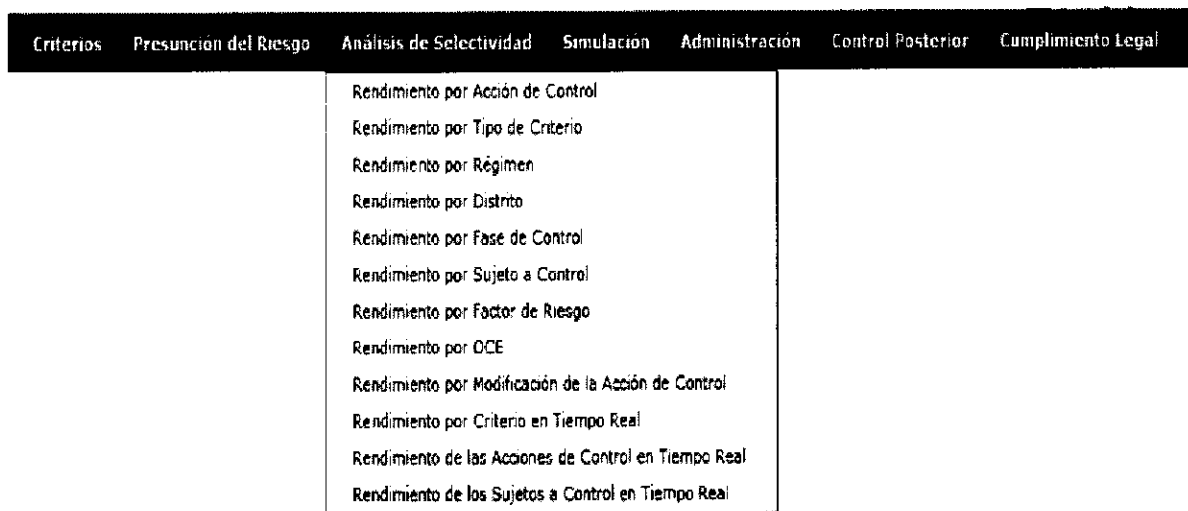 Criterios Presunción del Riesgo Análisis de Selectividad Simulación Administración Control Posterior Cumplimiento Legal
Rendimiento por Acción de Control
Rendimiento por Tipo de Criterio
Rendimiento por Régimen
Rendimiento por Distrito
Rendimiento por Fase de Control
Rendimiento por Sujeto a Control
Rendimiento por Factor de Riesgo
Rendimiento por OCE
Rendimiento por Modificación de la Acción de Control
Rendimiento por Criterio en Tiempo Real
Rendimiento de las Acciones de Control en Tiempo Real
Rendimiento de los Sujetos a Control en Tiempo Real